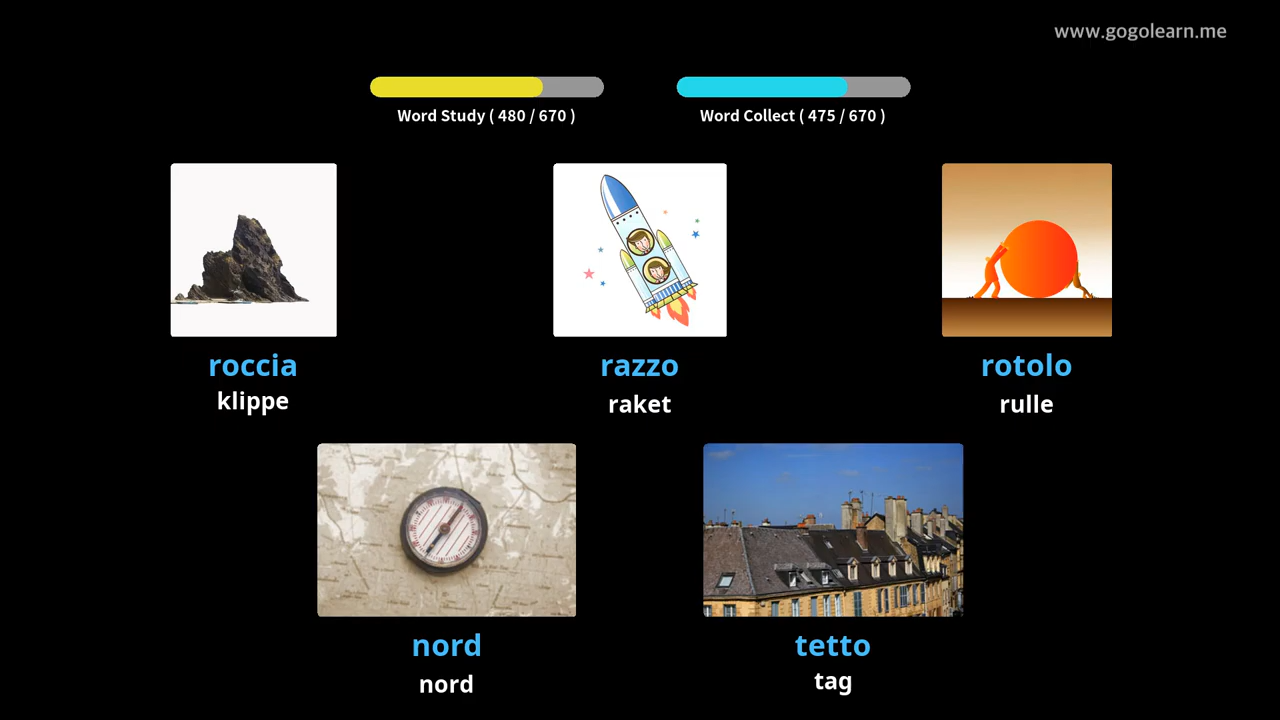 www.gogolearn.me
Word Study ( 480 / 670 )
Word Collect ( 475 / 670 )
roccia
klippe
razzo
raket
rotolo
rulle
nord
nord
tetto
tag